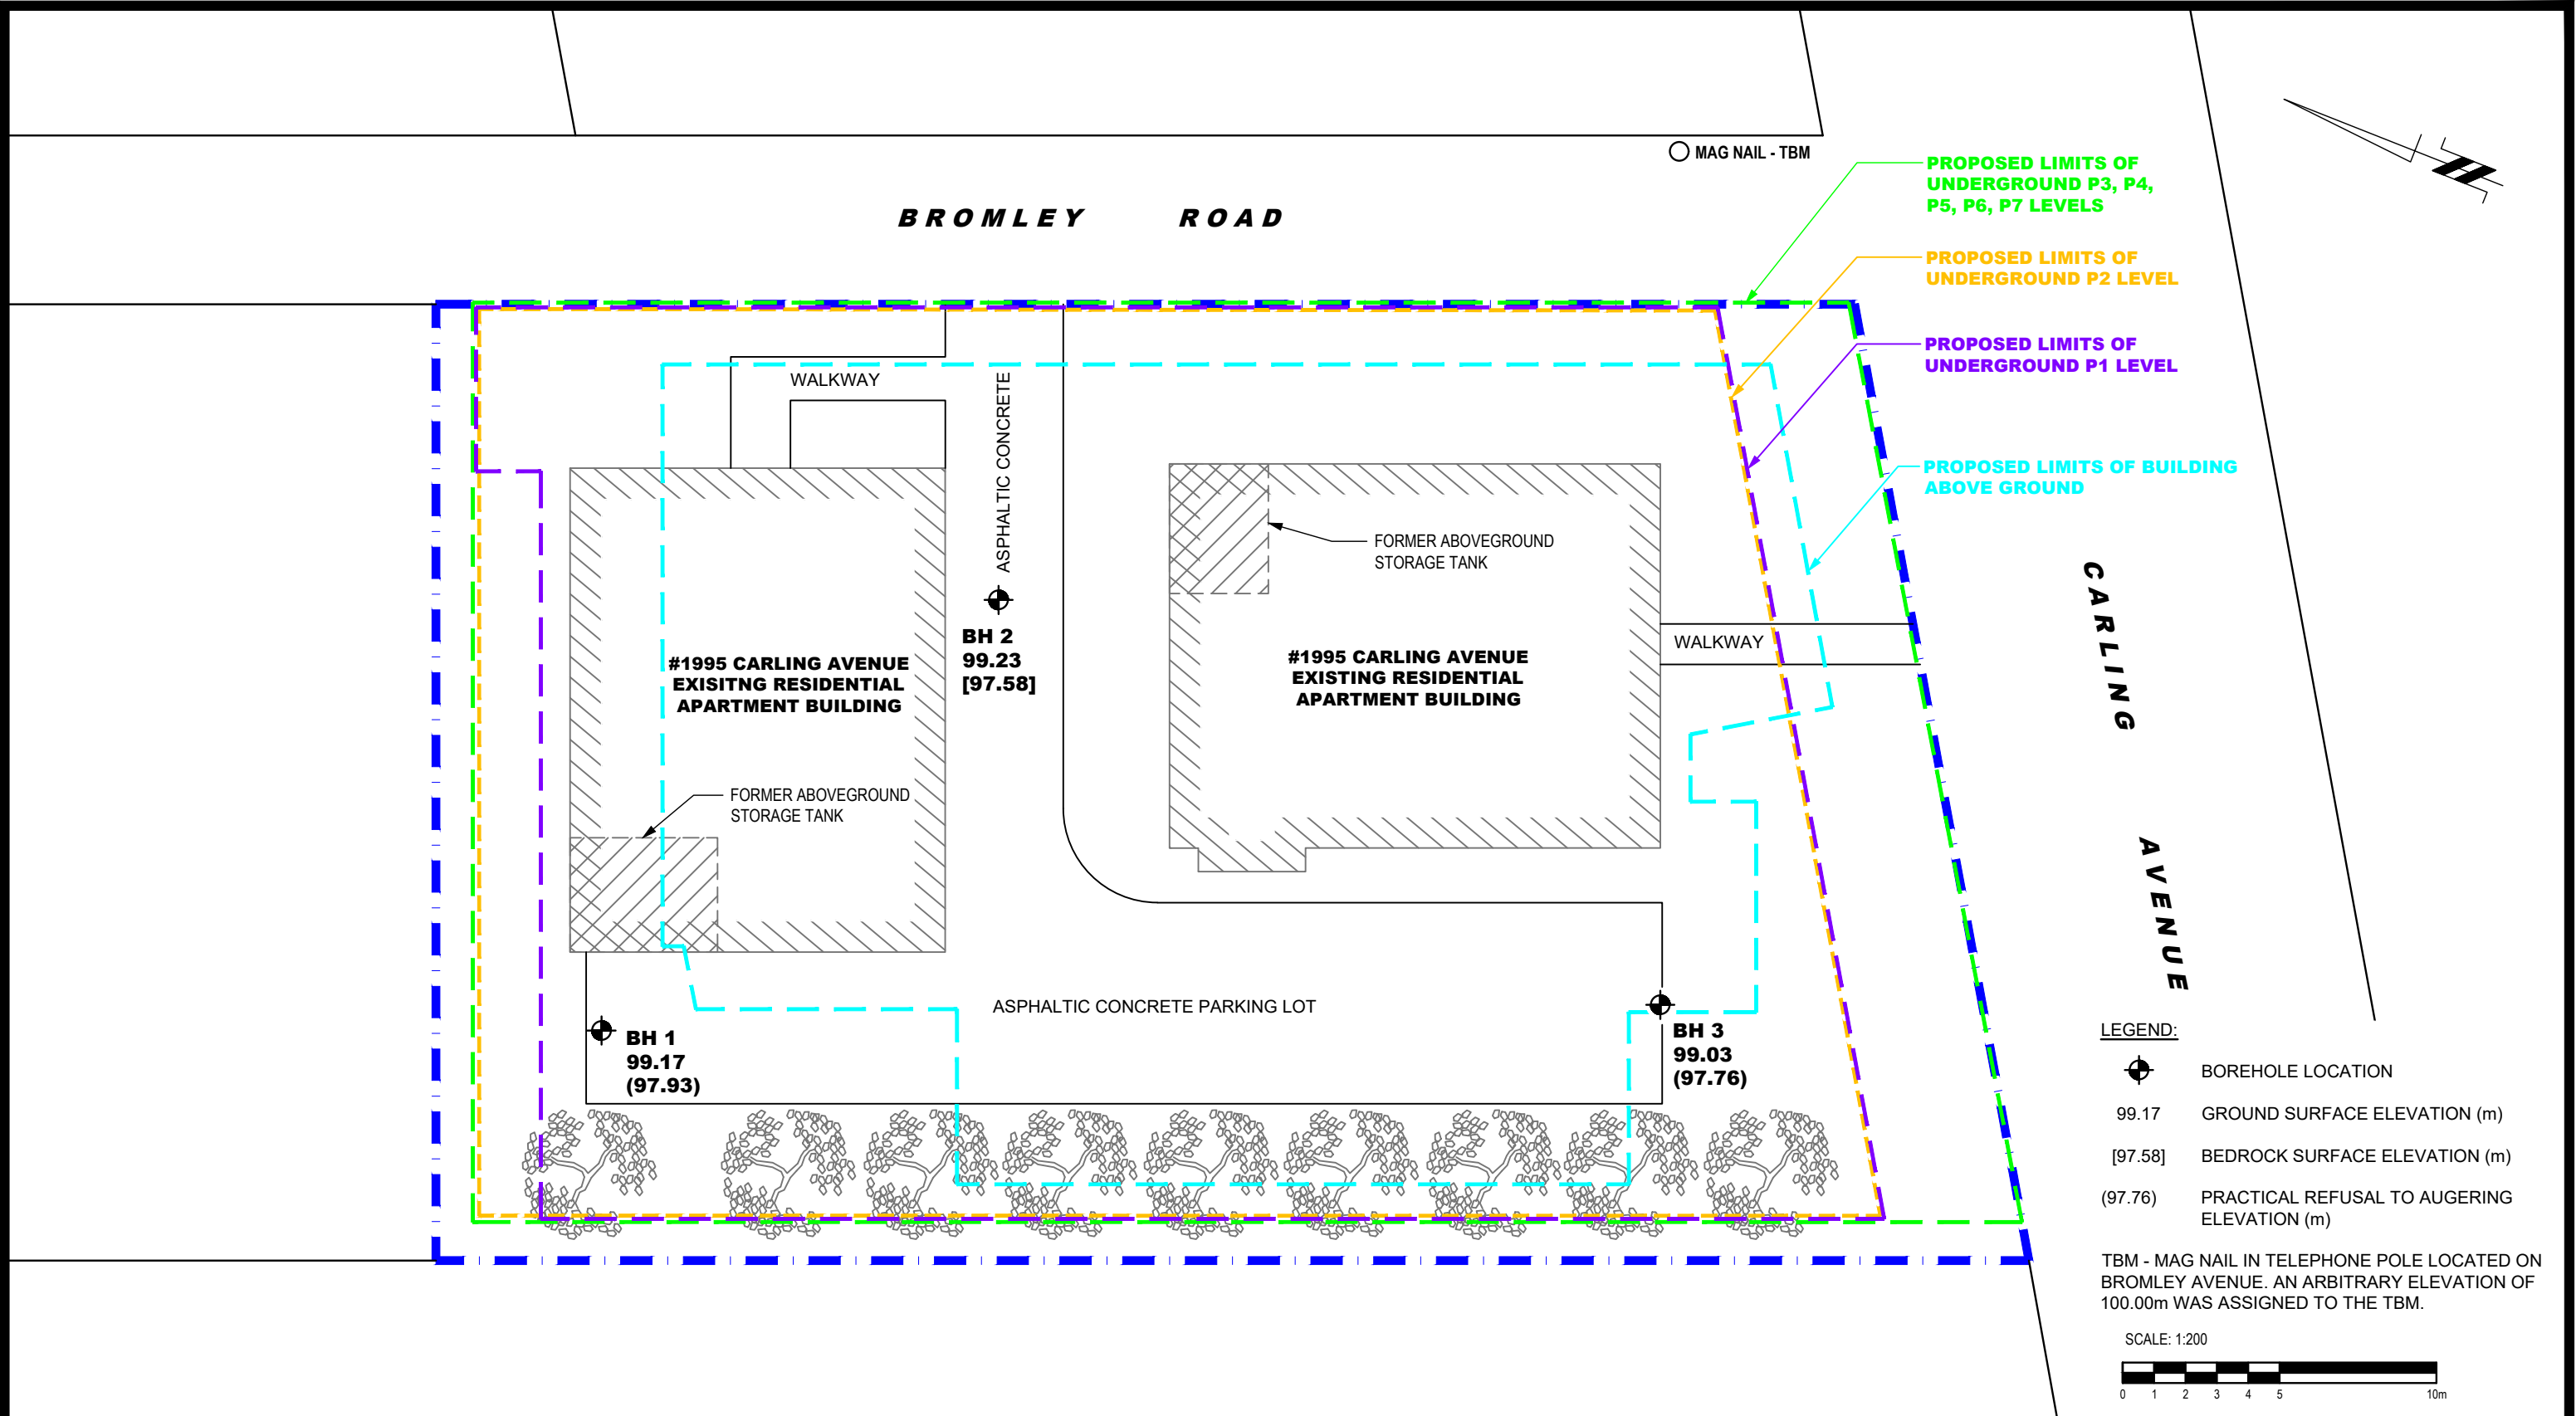 MAG NAIL - TBM
PROPOSED LIMITS OF
UNDERGROUND P3, P4,
P5, P6, P7 LEVELS
BROMLEY ROAD
PROPOSED LIMITS OF
UNDERGROUND P2 LEVEL
PROPOSED LIMITS OF
UNDERGROUND P1 LEVEL
WALKWAY
ASPHALTIC CONCRETE
PROPOSED LIMITS OF BUILDING
ABOVE GROUND
FORMER ABOVEGROUND
STORAGE TANK
BH 2
99.23
[97.58]
#1995 CARLING AVENUE
EXISITNG RESIDENTIAL
APARTMENT BUILDING
#1995 CARLING AVENUE
EXISTING RESIDENTIAL
APARTMENT BUILDING
WALKWAY
CARLING AVENUE
FORMER ABOVEGROUND
STORAGE TANK
ASPHALTIC CONCRETE PARKING LOT
BH 1
99.17
(97.93)
BH 3
99.03
(97.76)
LEGEND:
BOREHOLE LOCATION
99.17 GROUND SURFACE ELEVATION (m)
[97.58] BEDROCK SURFACE ELEVATION (m)
(97.76) PRACTICAL REFUSAL TO AUGERING
ELEVATION (m)
TBM - MAG NAIL IN TELEPHONE POLE LOCATED ON
BROMLEY AVENUE. AN ARBITRARY ELEVATION OF
100.00m WAS ASSIGNED TO THE TBM.
SCALE: 1:200
0 1 2 3 4 5 10m